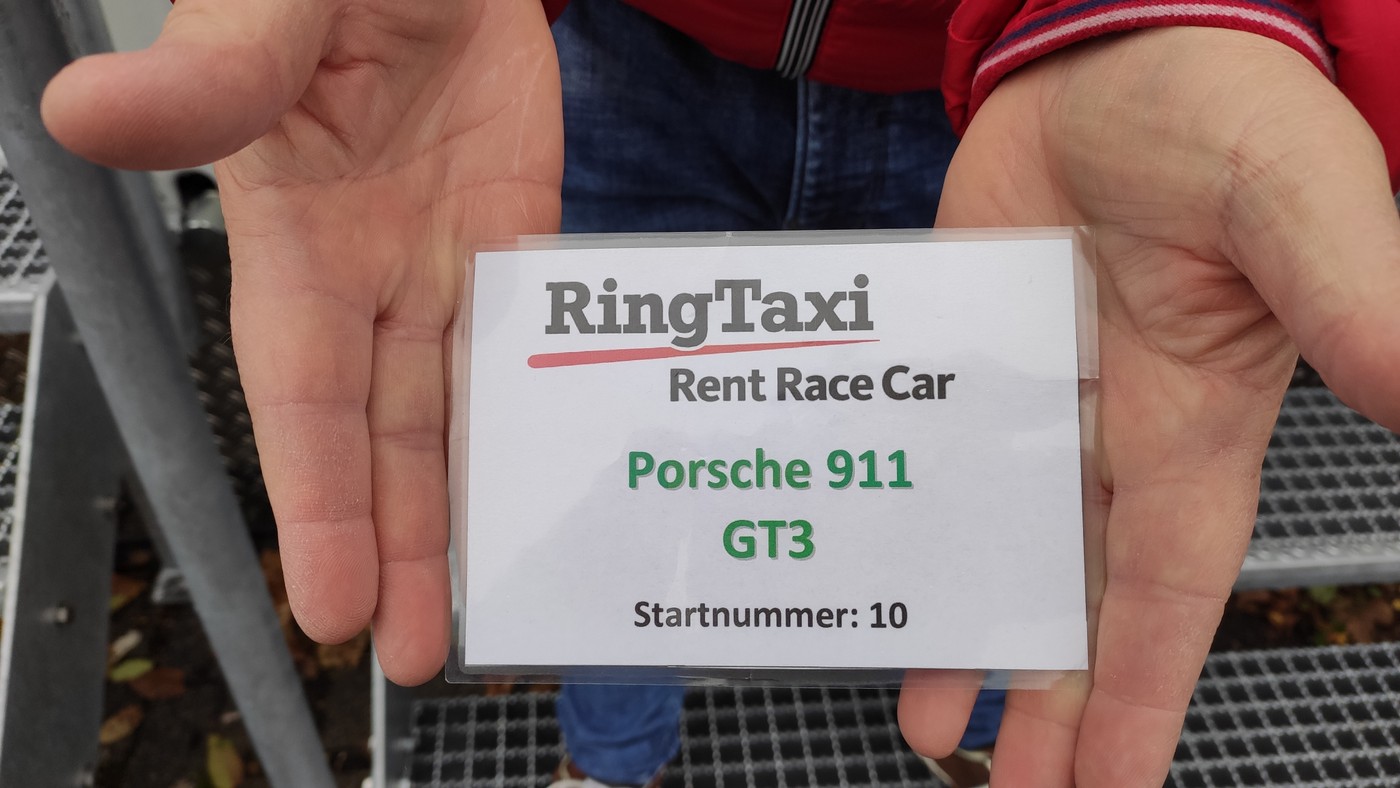 RingTaxi
Rent Race Car
Porsche 911
GT3
Startnummer: 10